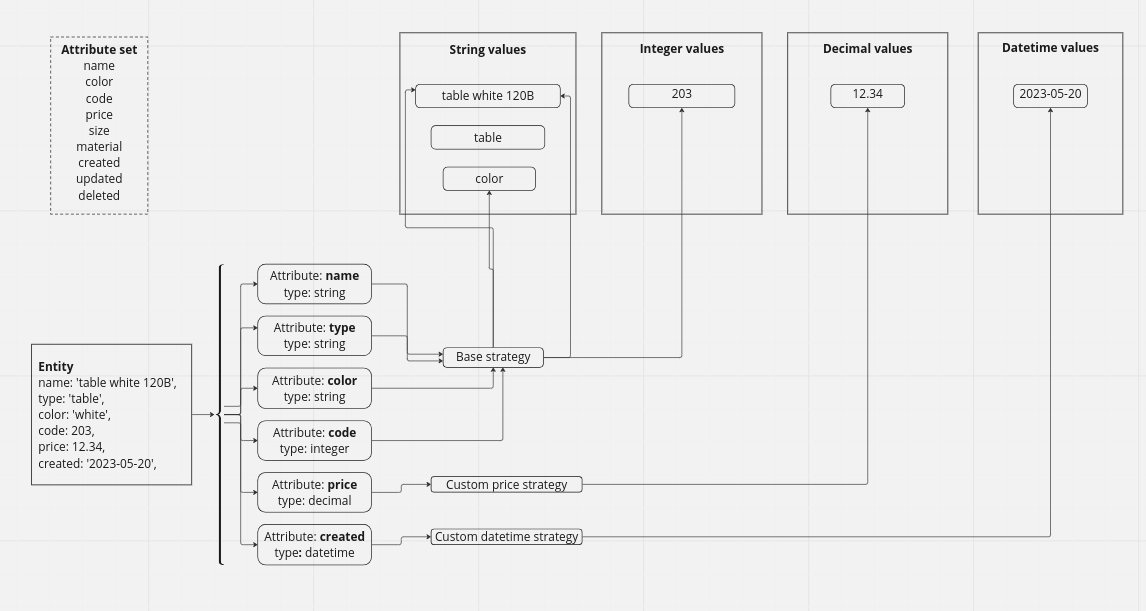 Attribute set
name
color
code
price
size
material
created
updated
deleted
String values
table white 120B
table
color
Integer values
203
Decimal values
12.34
Datetime values
2023-05-20
Entity
name: 'table white 120B',
type: 'table',
color: 'white',
code: 203,
price: 12.34,
created: '2023-05-20',
Attribute: name
type: string
Attribute: type
type: string
Attribute: color
type: string
Attribute: code
type: integer
Attribute: price
type: decimal
Attribute: created
type: datetime
Base strategy
Custom price strategy
Custom datetime strategy